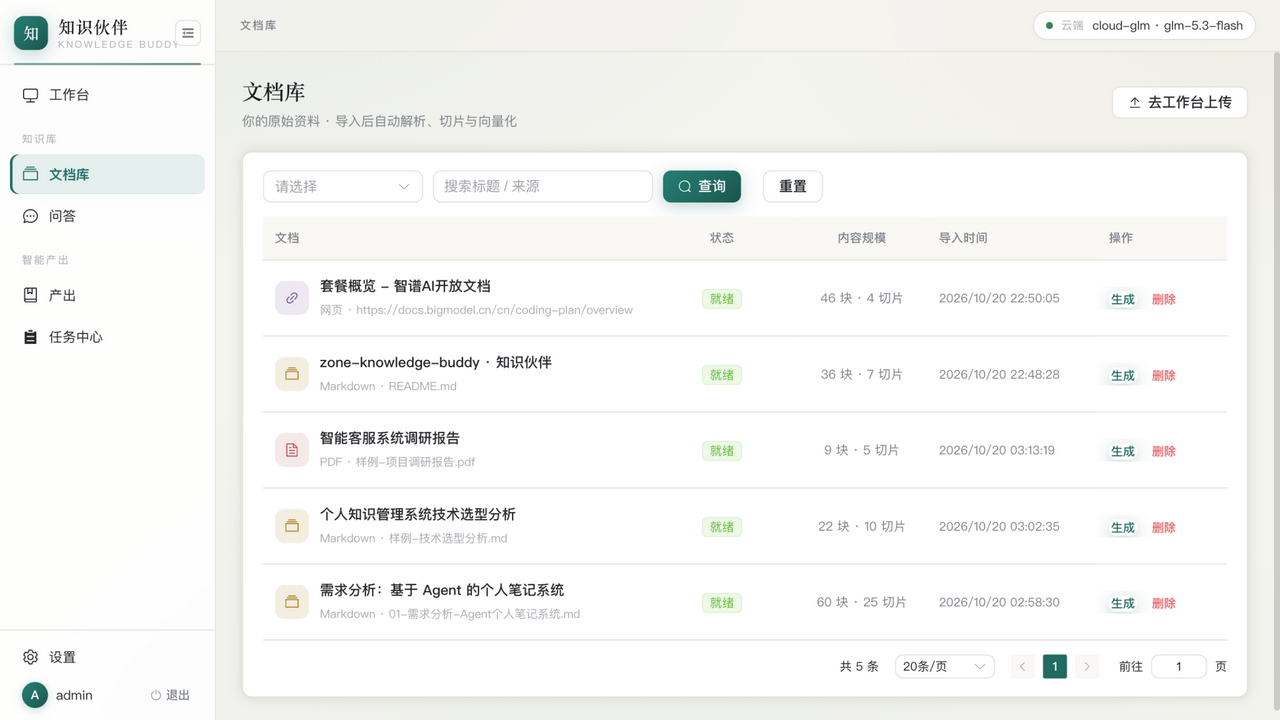 知
知识伙伴
KNOWLEDGE BUDDY
工作台
知识库
文档库
问答
智能产出
产出
任务中心
设置
A
admin
退出
文档库
云端 cloud-glm · glm-5.3-flash
文档库
你的原始资料 · 导入后自动解析、切片与向量化
去工作台上传
请选择
搜索标题 / 来源
查询
重置
文档 状态 内容规模 导入时间 操作
套餐概览 – 智谱AI开放文档
网页 · https://docs.bigmodel.cn/cn/coding-plan/overview
就绪 46 块 · 4 切片 2026/10/20 22:50:05 生成 删除
zone-knowledge-buddy · 知识伙伴
Markdown · README.md
就绪 36 块 · 7 切片 2026/10/20 22:48:28 生成 删除
智能客服系统调研报告
PDF · 样例-项目调研报告.pdf
就绪 9 块 · 5 切片 2026/10/20 03:13:19 生成 删除
个人知识管理系统技术选型分析
Markdown · 样例-技术选型分析.md
就绪 22 块 · 10 切片 2026/10/20 03:02:35 生成 删除
需求分析：基于 Agent 的个人笔记系统
Markdown · 01-需求分析-Agent个人笔记系统.md
就绪 60 块 · 25 切片 2026/10/20 02:58:30 生成 删除
共 5 条 20条/页 1 前往 1 页